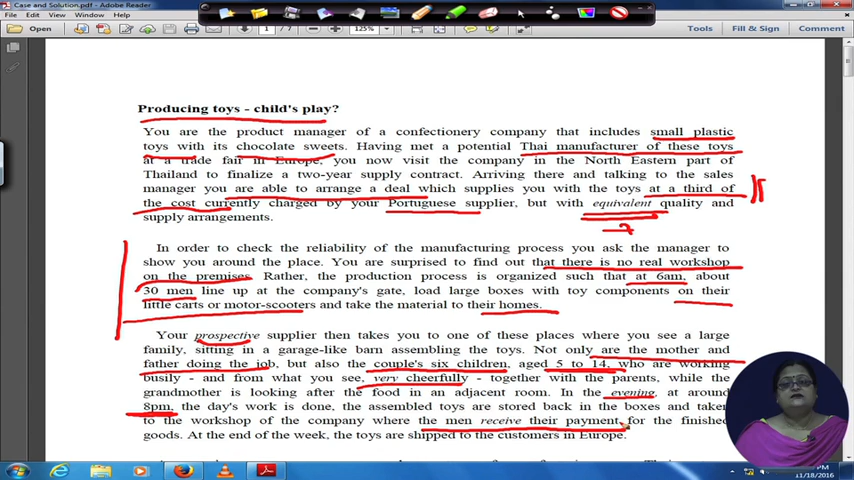 Case and Solution.pdf - Adobe Reader
File Edit View Window Help
Open 1 / 7 125% Tools Fill & Sign Comment
Producing toys - child's play?
You are the product manager of a confectionery company that includes small plastic
toys with its chocolate sweets. Having met a potential Thai manufacturer of these toys
at a trade fair in Europe, you now visit the company in the North Eastern part of
Thailand to finalize a two-year supply contract. Arriving there and talking to the sales
manager you are able to arrange a deal which supplies you with the toys at a third of
the cost currently charged by your Portuguese supplier, but with equivalent quality and
supply arrangements.
In order to check the reliability of the manufacturing process you ask the manager to
show you around the place. You are surprised to find out that there is no real workshop
on the premises. Rather, the production process is organized such that at 6am, about
30 men line up at the company's gate, load large boxes with toy components on their
little carts or motor-scooters and take the material to their homes.
Your prospective supplier then takes you to one of these places where you see a large
family, sitting in a garage-like barn assembling the toys. Not only are the mother and
father doing the job, but also the couple's six children, aged 5 to 14, who are working
busily - and from what you see, very cheerfully - together with the parents, while the
grandmother is looking after the food in an adjacent room. In the evening, at around
8pm, the day's work is done, the assembled toys are stored back in the boxes and taken
to the workshop of the company where the men receive their payment for the finished
goods. At the end of the week, the toys are shipped to the customers in Europe.
PM
11/18/2016